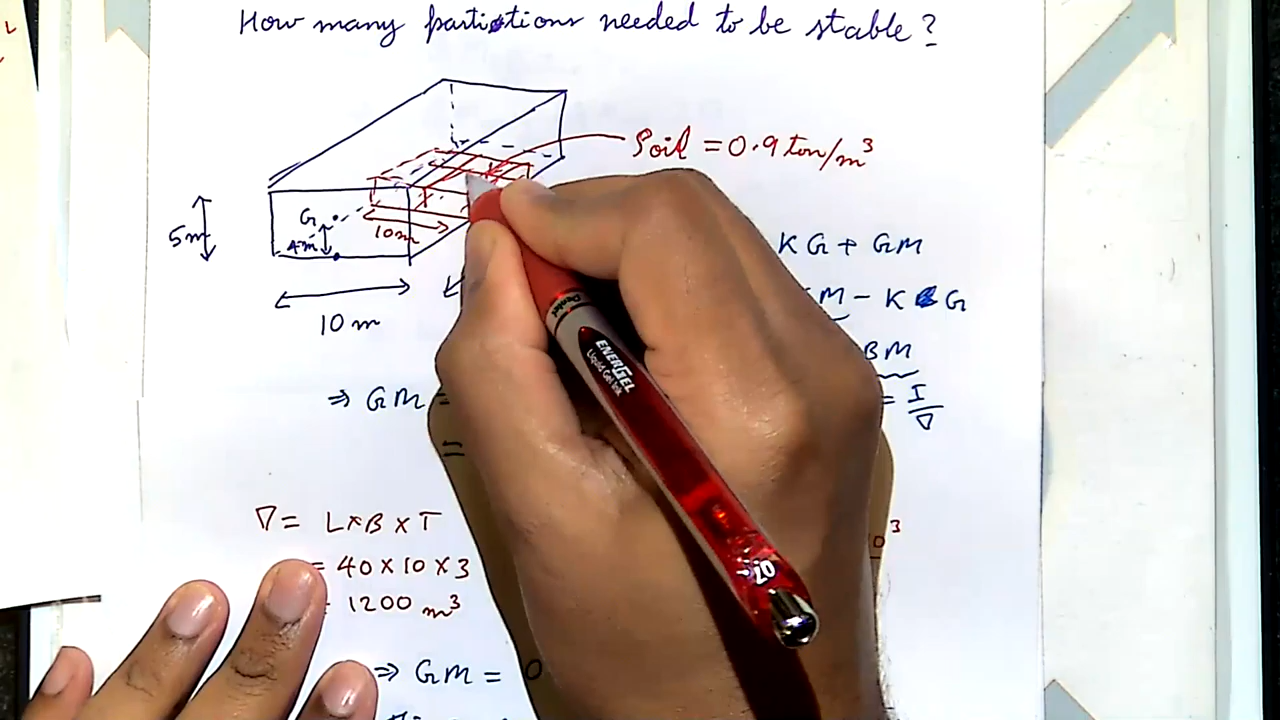 How many partitions needed to be stable?
Soil = 0.9 ton/m³
5m
G
4m
10m
KG + GM
10 m
M - KG
BM
⇒ GM =
= I/∇
=
∇ = L×B×T
= 40×10×3
1200 m³
⇒ GM = 0
Pentel
ENERGEL
Liquid Gel Ink
07